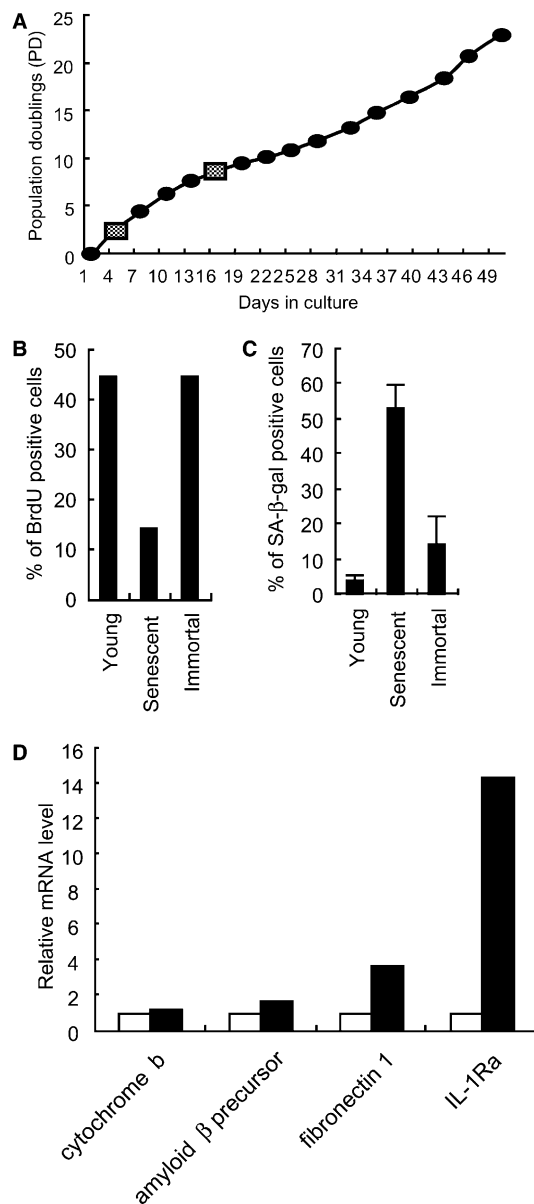 A
Population doublings (PD)
25
20
15
10
5
0
1 4 7 10 13 16 19 22 25 28 31 34 37 40 43 46 49
Days in culture
B
% of BrdU positive cells
50
40
30
20
10
0
Young
Senescent
Immortal
C
% of SA-β-gal positive cells
70
60
50
40
30
20
10
0
Young
Senescent
Immortal
D
Relative mRNA level
16
14
12
10
8
6
4
2
0
cytochrome b
amyloid β precursor
fibronectin 1
IL-1Ra